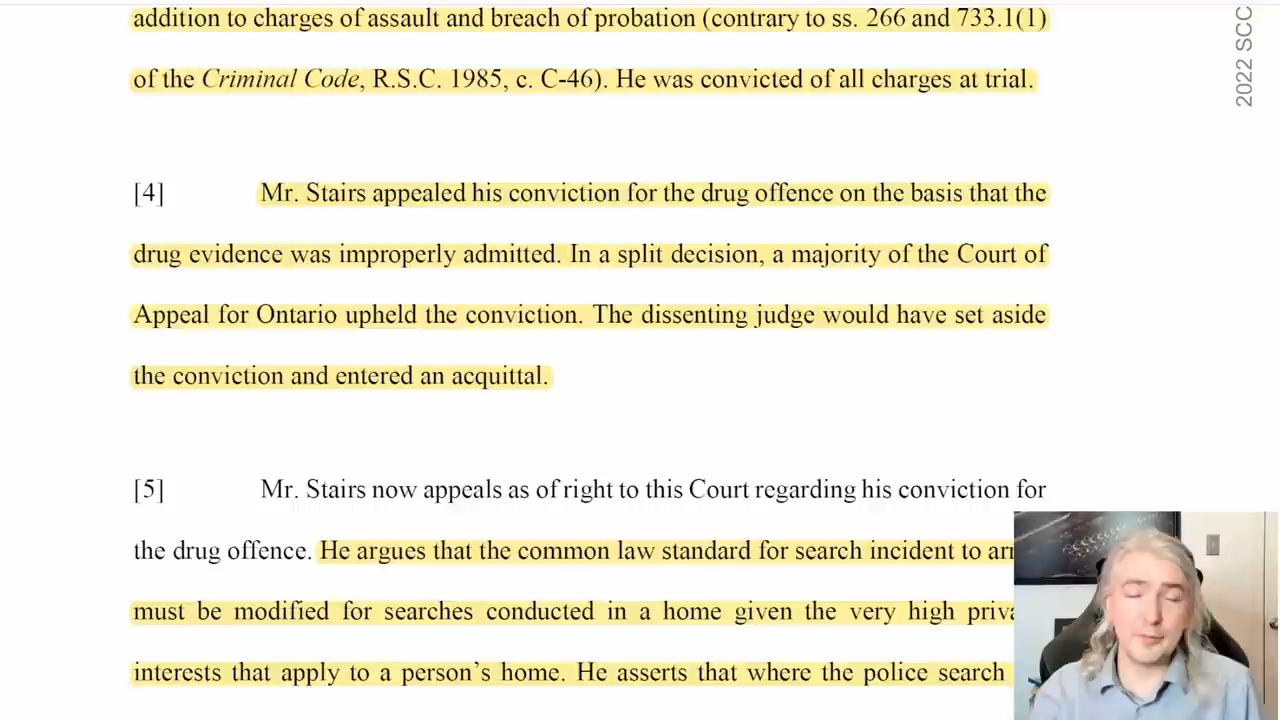 addition to charges of assault and breach of probation (contrary to ss. 266 and 733.1(1)
of the Criminal Code, R.S.C. 1985, c. C-46). He was convicted of all charges at trial.
[4] Mr. Stairs appealed his conviction for the drug offence on the basis that the
drug evidence was improperly admitted. In a split decision, a majority of the Court of
Appeal for Ontario upheld the conviction. The dissenting judge would have set aside
the conviction and entered an acquittal.
[5] Mr. Stairs now appeals as of right to this Court regarding his conviction for
the drug offence. He argues that the common law standard for search incident to
must be modified for searches conducted in a home given the very high
interests that apply to a person's home. He asserts that where the police search
2022 SCC